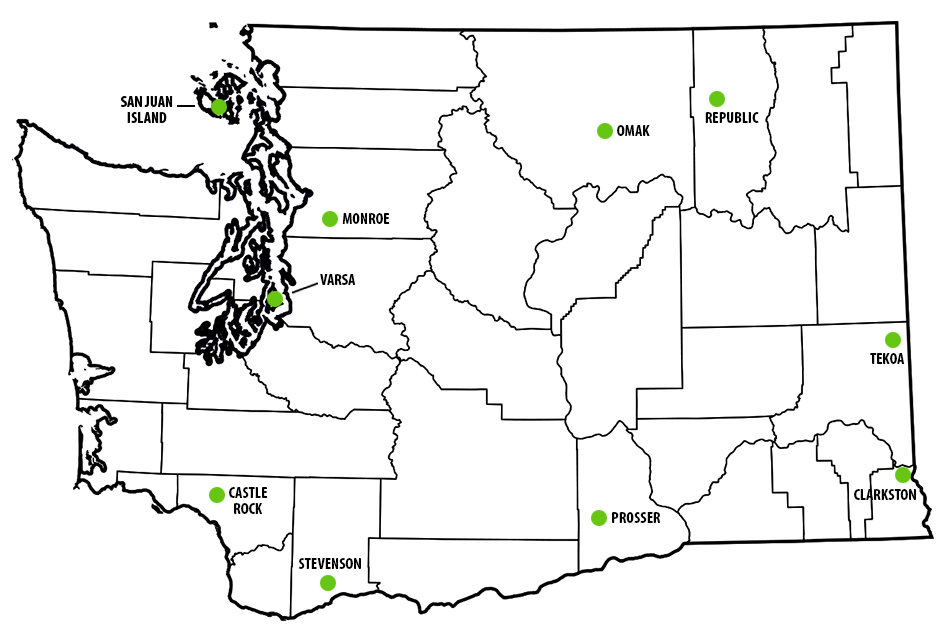 SAN JUAN
ISLAND
REPUBLIC
OMAK
MONROE
VARSA
TEKOA
CASTLE
ROCK
CLARKSTON
PROSSER
STEVENSON